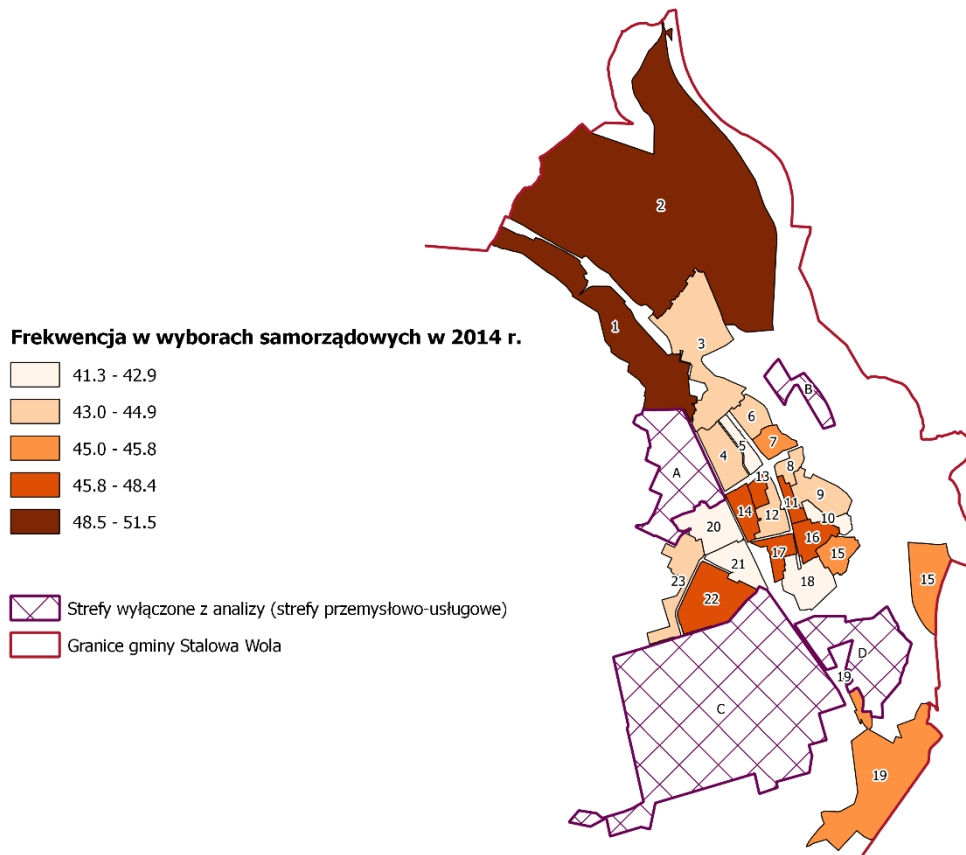 Frekwencja w wyborach samorządowych w 2014 r.
41.3 - 42.9
43.0 - 44.9
45.0 - 45.8
45.8 - 48.4
48.5 - 51.5
Strefy wyłączone z analizy (strefy przemysłowo-usługowe)
Granice gminy Stalowa Wola
2
1
3
B
6
7
5
4
8
A
13
9
11
14
12
10
20
16
17
15
21
18
15
23
22
D
19
C
19